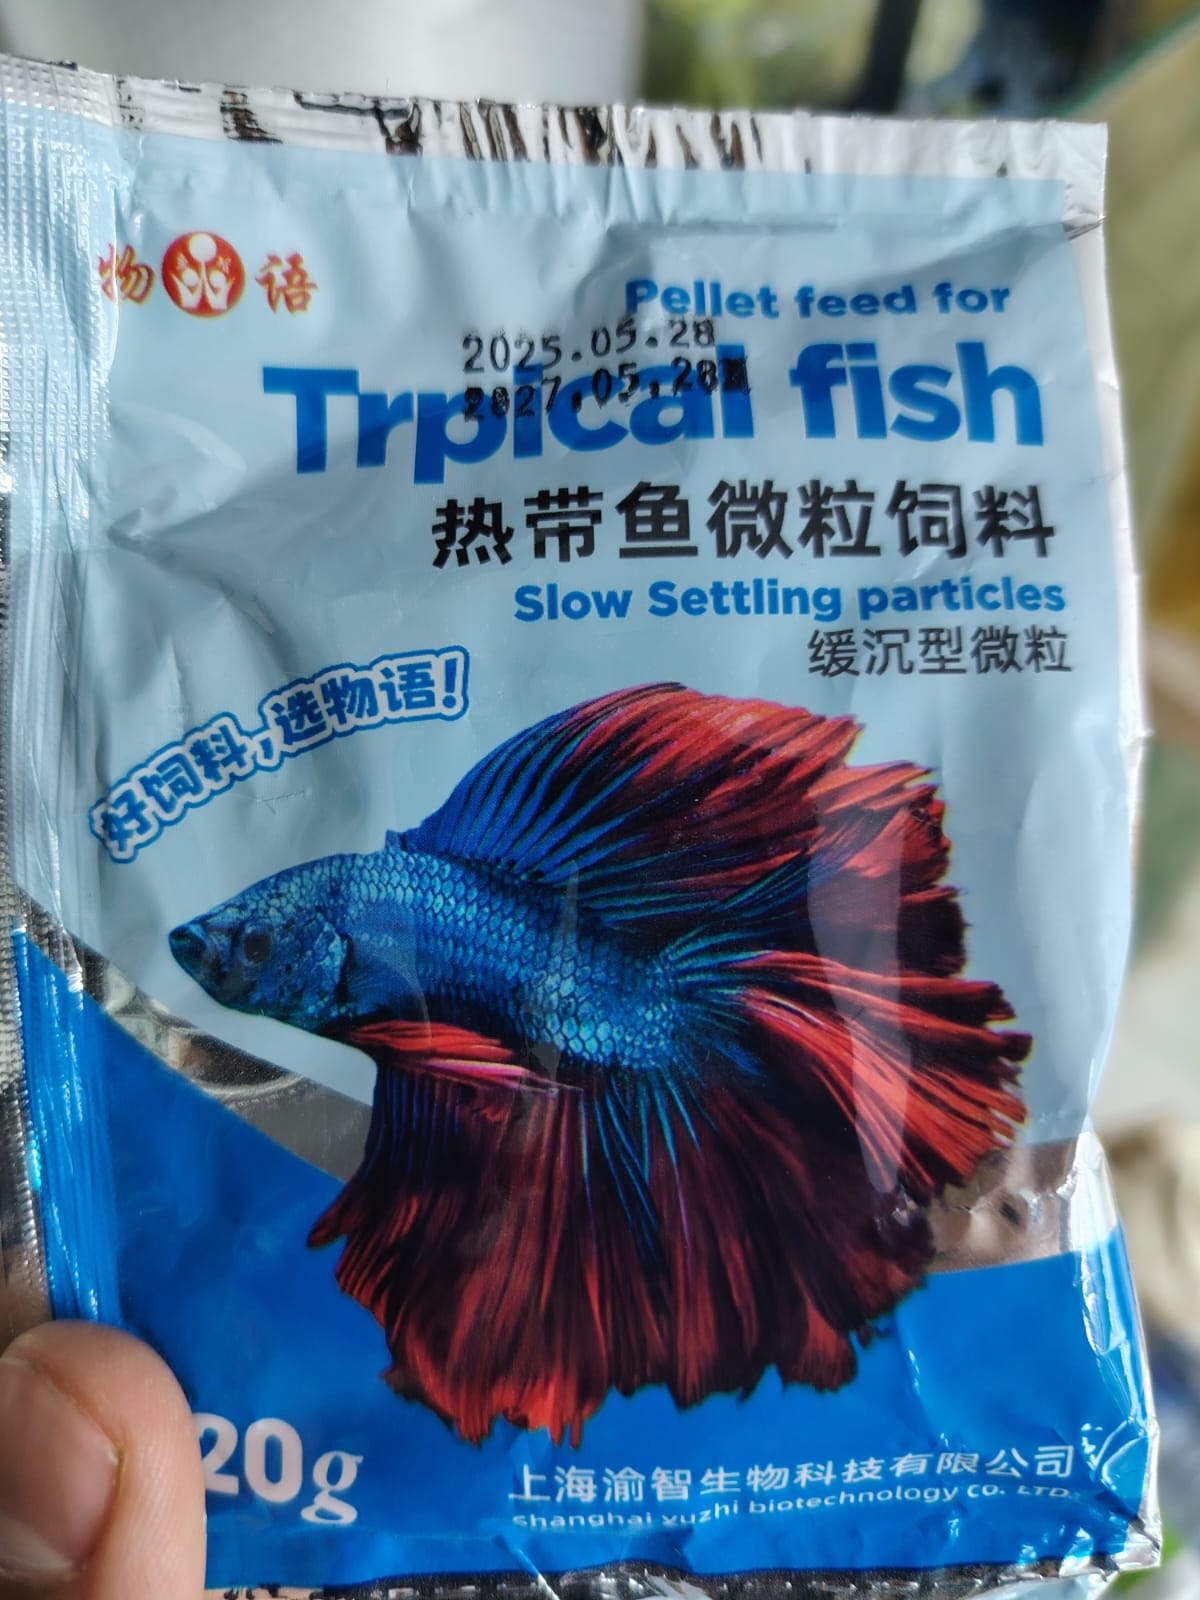 物语
Pellet feed for
2025.05.28
2027.05.28
Trpical fish
热带鱼微粒饲料
Slow Settling particles
缓沉型微粒
好饲料,选物语!
20g
上海渝智生物科技有限公司
Shanghai yuzhi biotechnology co. LTD.